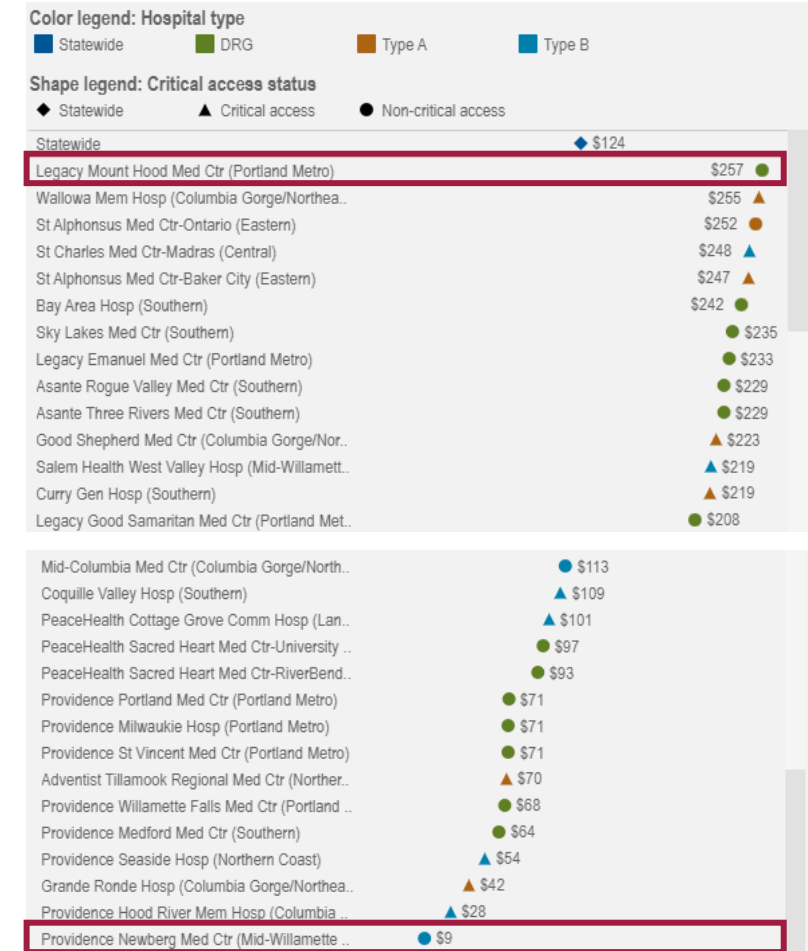 Color legend: Hospital type
Statewide DRG Type A Type B
Shape legend: Critical access status
Statewide Critical access Non-critical access
Statewide $124
Legacy Mount Hood Med Ctr (Portland Metro) $257
Wallowa Mem Hosp (Columbia Gorge/Northea.. $255
St Alphonsus Med Ctr-Ontario (Eastern) $252
St Charles Med Ctr-Madras (Central) $248
St Alphonsus Med Ctr-Baker City (Eastern) $247
Bay Area Hosp (Southern) $242
Sky Lakes Med Ctr (Southern) $235
Legacy Emanuel Med Ctr (Portland Metro) $233
Asante Rogue Valley Med Ctr (Southern) $229
Asante Three Rivers Med Ctr (Southern) $229
Good Shepherd Med Ctr (Columbia Gorge/Nor.. $223
Salem Health West Valley Hosp (Mid-Willamett.. $219
Curry Gen Hosp (Southern) $219
Legacy Good Samaritan Med Ctr (Portland Met.. $208
Mid-Columbia Med Ctr (Columbia Gorge/North.. $113
Coquille Valley Hosp (Southern) $109
PeaceHealth Cottage Grove Comm Hosp (Lan.. $101
PeaceHealth Sacred Heart Med Ctr-University .. $97
PeaceHealth Sacred Heart Med Ctr-RiverBend.. $93
Providence Portland Med Ctr (Portland Metro) $71
Providence Milwaukie Hosp (Portland Metro) $71
Providence St Vincent Med Ctr (Portland Metro) $71
Adventist Tillamook Regional Med Ctr (Norther.. $70
Providence Willamette Falls Med Ctr (Portland .. $68
Providence Medford Med Ctr (Southern) $64
Providence Seaside Hosp (Northern Coast) $54
Grande Ronde Hosp (Columbia Gorge/Northea.. $42
Providence Hood River Mem Hosp (Columbia .. $28
Providence Newberg Med Ctr (Mid-Willamette .. $9